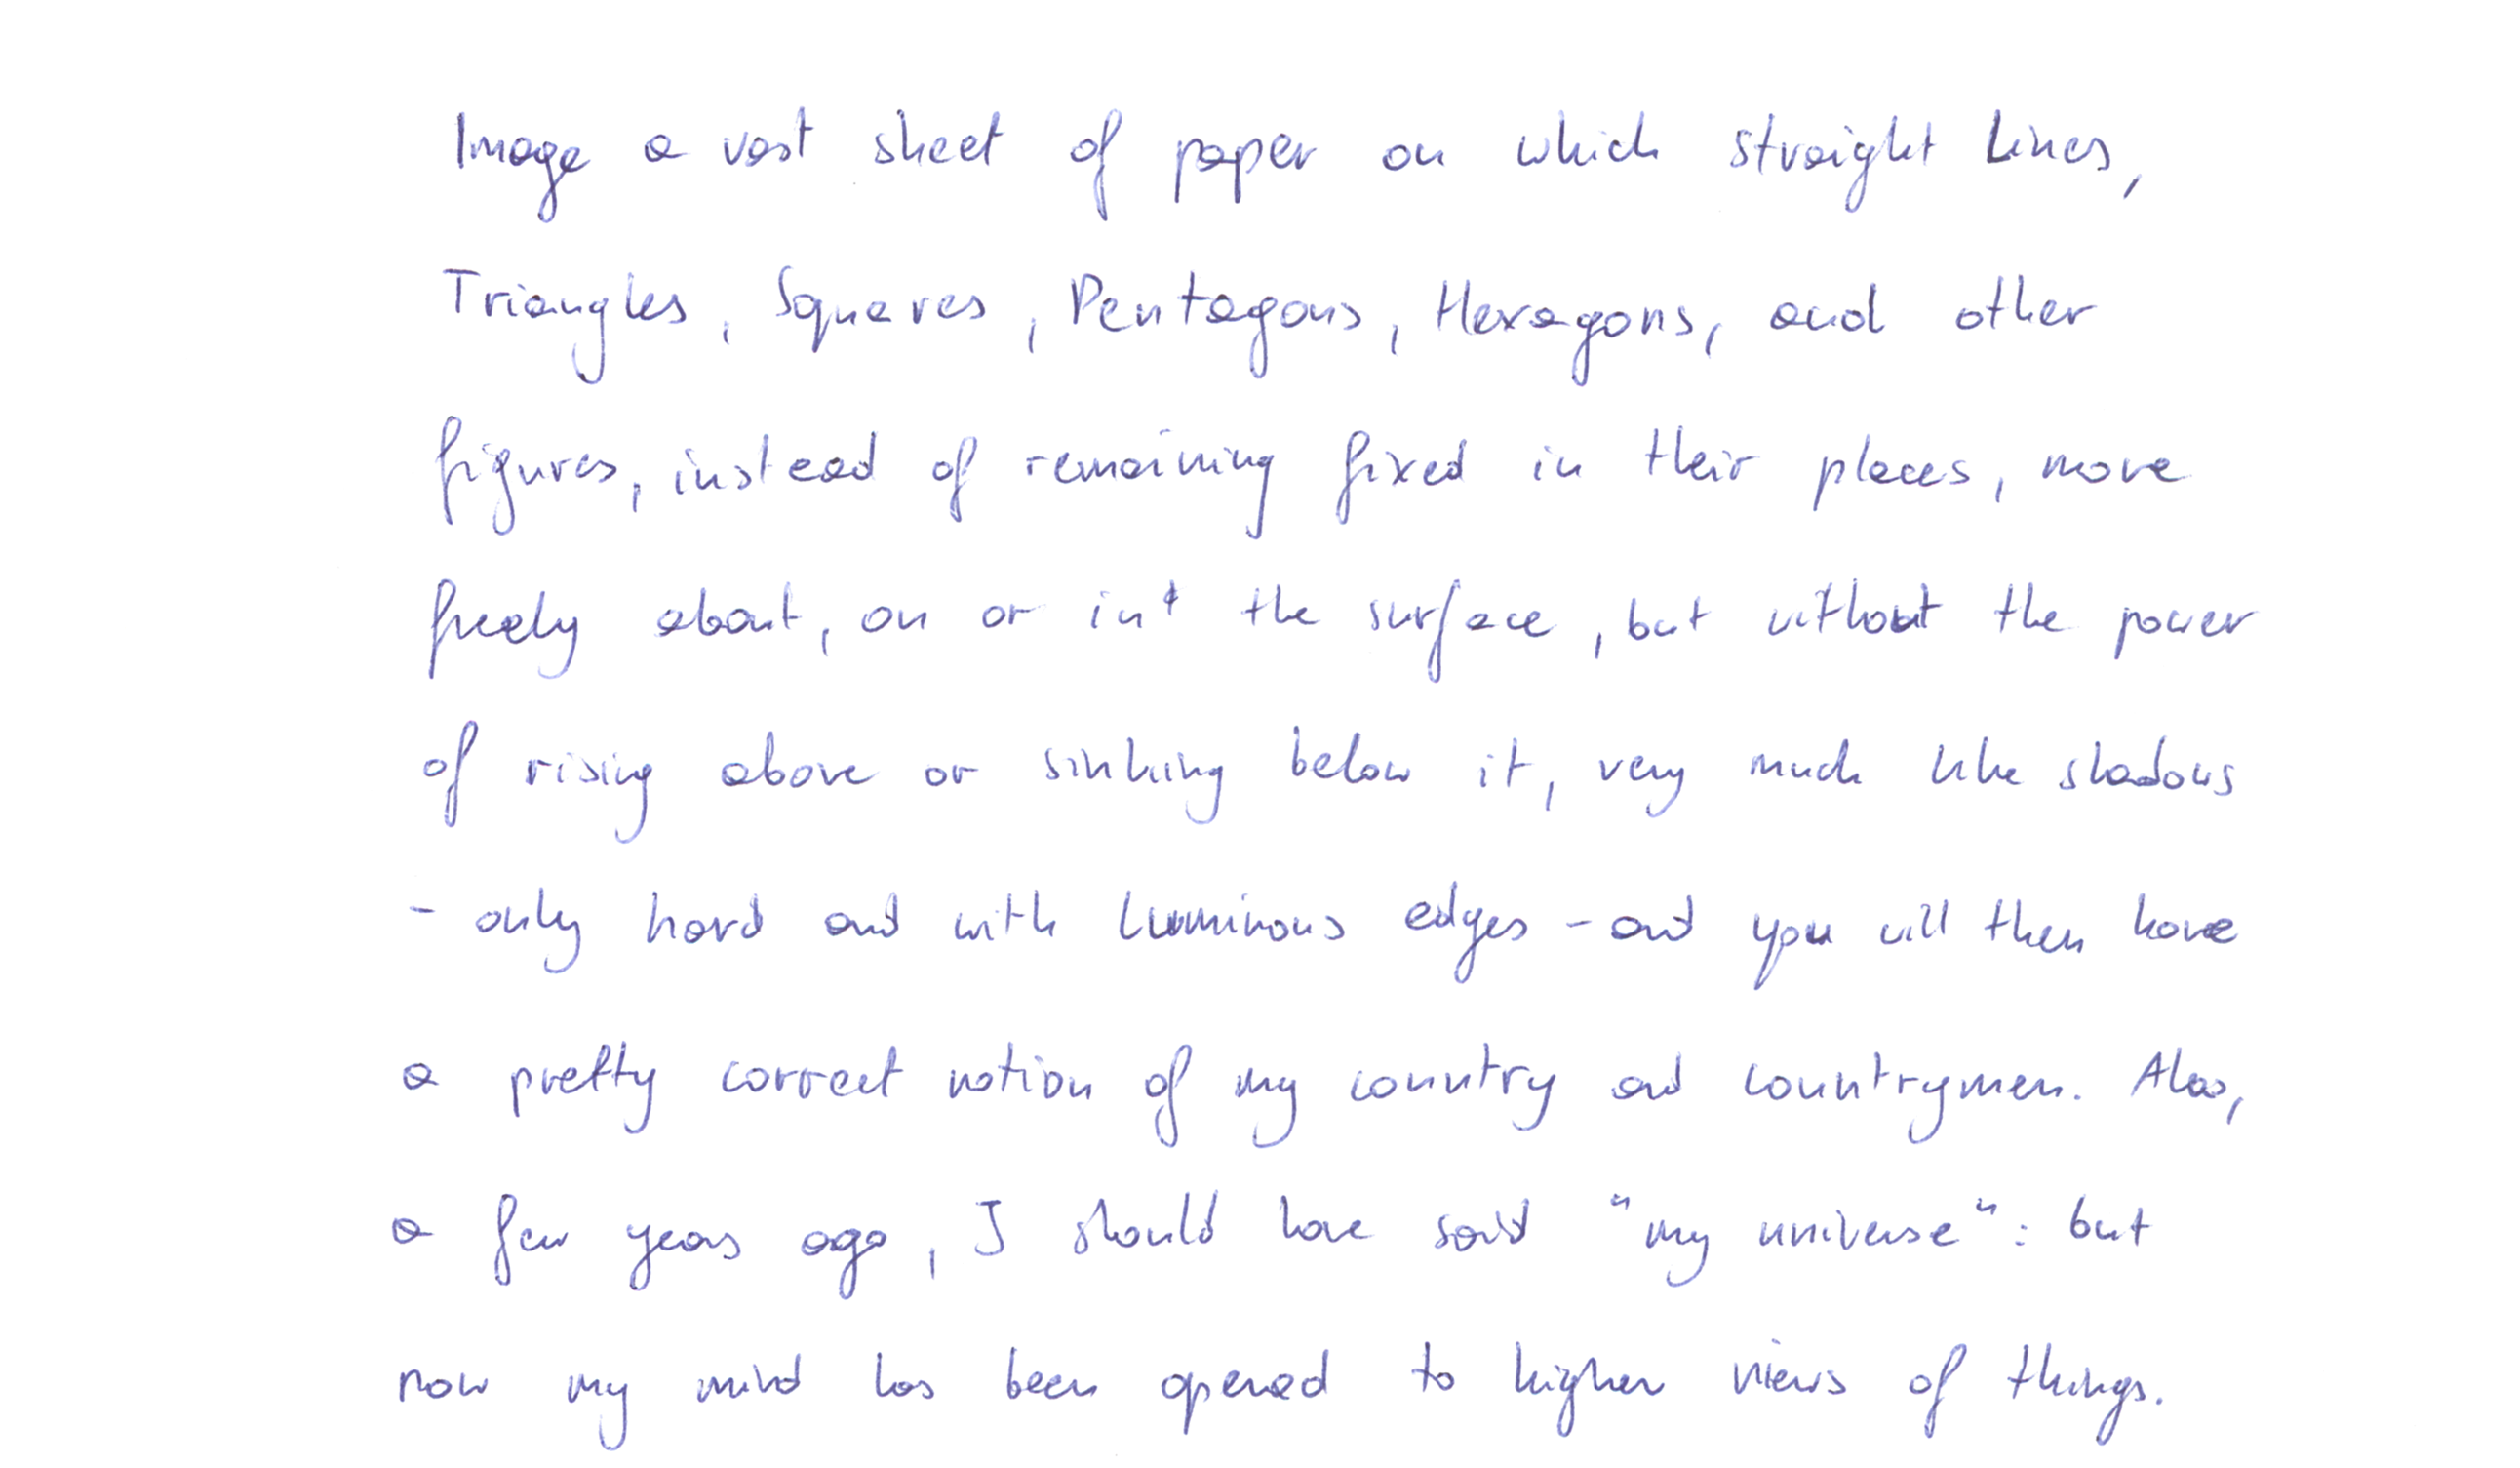 Image a vast sheet of paper on which straight Lines,
Triangles, Squares, Pentagons, Hexagons, and other
figures, instead of remaining fixed in their places, move
freely about, on or in the surface, but without the power
of rising above or sinking below it, very much like shadows
- only hard and with luminous edges - and you will then have
a pretty correct notion of my country and countrymen. Alas,
a few years ago, I should have said "my universe": but
now my mind has been opened to higher views of things.